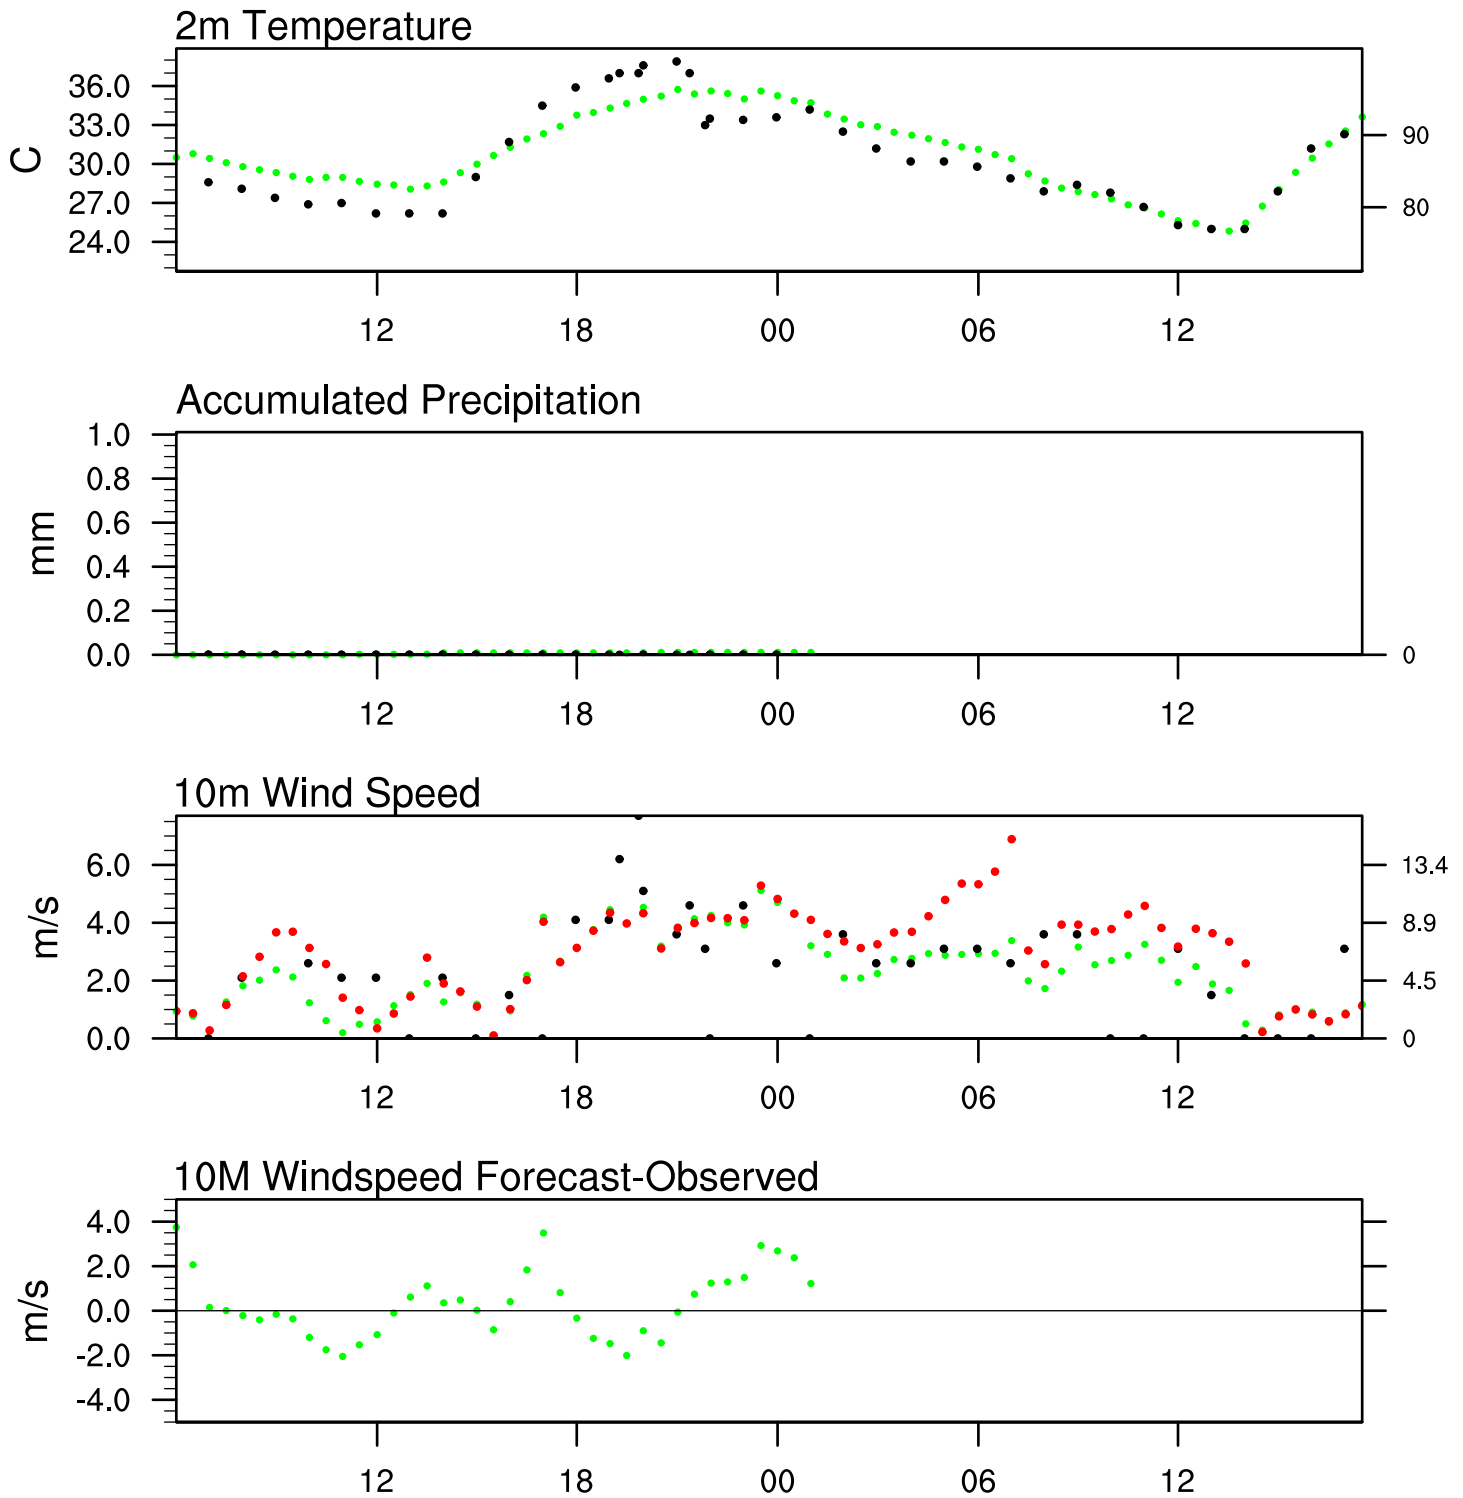 2m Temperature
C
36.0
33.0
30.0
27.0
24.0
90
80
12 18 00 06 12
Accumulated Precipitation
mm
1.0
0.8
0.6
0.4
0.2
0.0
0
12 18 00 06 12
10m Wind Speed
m/s
6.0
4.0
2.0
0.0
13.4
8.9
4.5
0
12 18 00 06 12
10M Windspeed Forecast-Observed
m/s
4.0
2.0
0.0
-2.0
-4.0
12 18 00 06 12